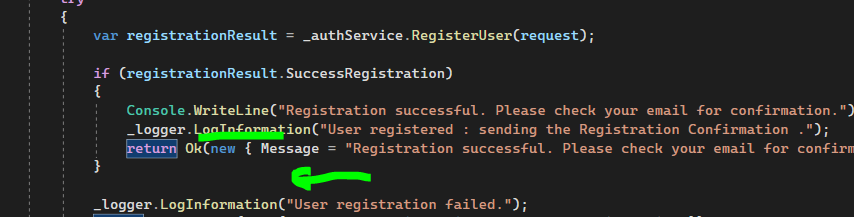 try
{
var registrationResult = _authService.RegisterUser(request);
if (registrationResult.SuccessRegistration)
{
Console.WriteLine("Registration successful. Please check your email for confirmation.")
_logger.LogInformation("User registered : sending the Registration Confirmation .");
return Ok(new { Message = "Registration successful. Please check your email for confirm
}
_logger.LogInformation("User registration failed.");